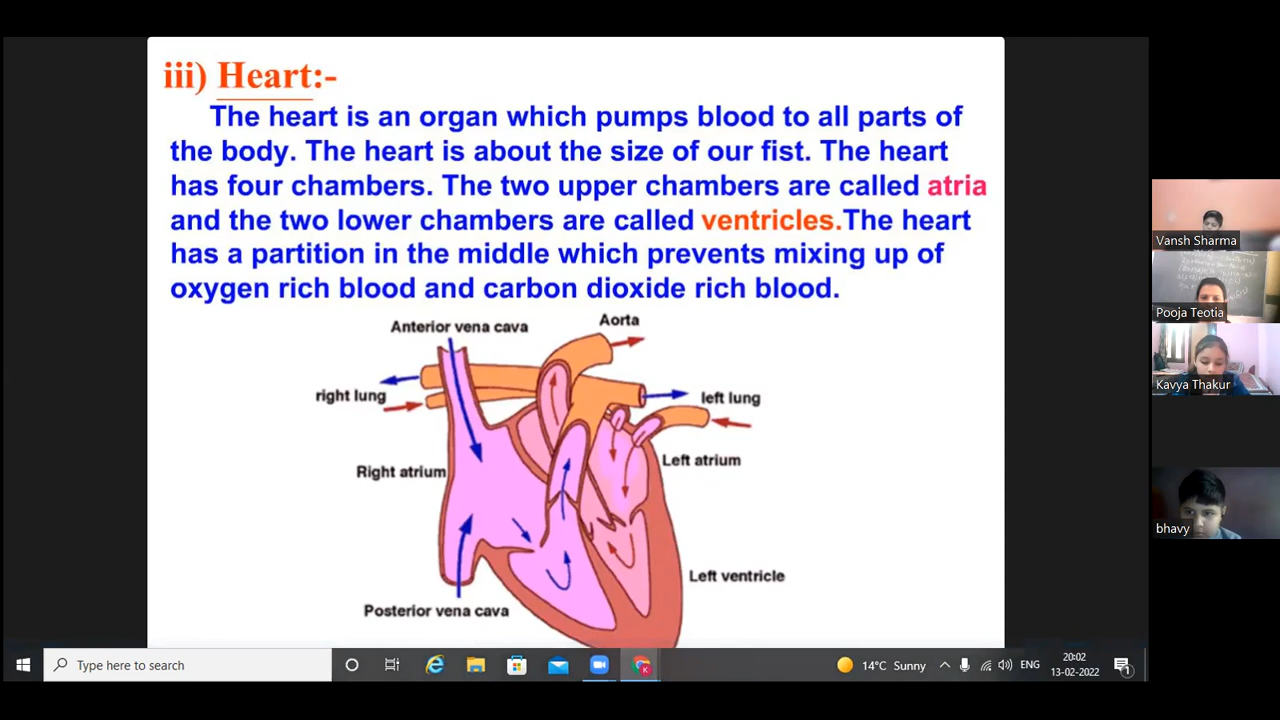 iii) Heart:-
The heart is an organ which pumps blood to all parts of
the body. The heart is about the size of our fist. The heart
has four chambers. The two upper chambers are called atria
and the two lower chambers are called ventricles.The heart
has a partition in the middle which prevents mixing up of
oxygen rich blood and carbon dioxide rich blood.
Anterior vena cava
Aorta
right lung
left lung
Right atrium
Left atrium
Left ventricle
Posterior vena cava
Vansh Sharma
Pooja Teotia
Kavya Thakur
bhavy
Type here to search
14°C Sunny
ENG
20:02
13-02-2022
1